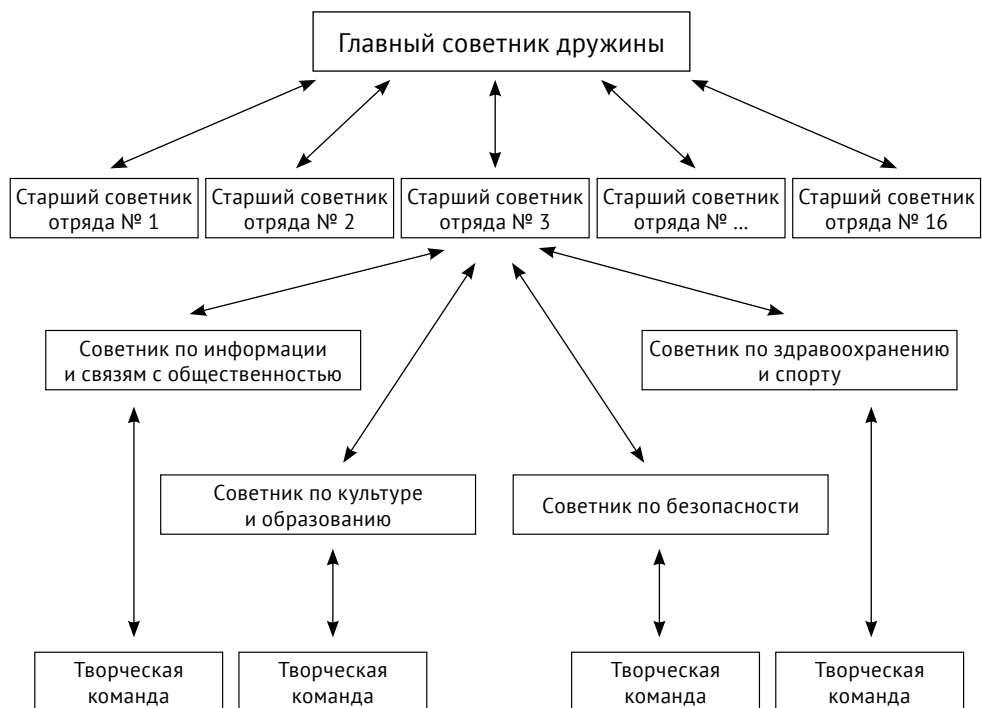 Главный советник дружины
Старший советник
отряда № 1
Старший советник
отряда № 2
Старший советник
отряда № 3
Старший советник
отряда № ...
Старший советник
отряда № 16
Советник по информации
и связям с общественностью
Советник по здравоохранению
и спорту
Советник по культуре
и образованию
Советник по безопасности
Творческая
команда
Творческая
команда
Творческая
команда
Творческая
команда